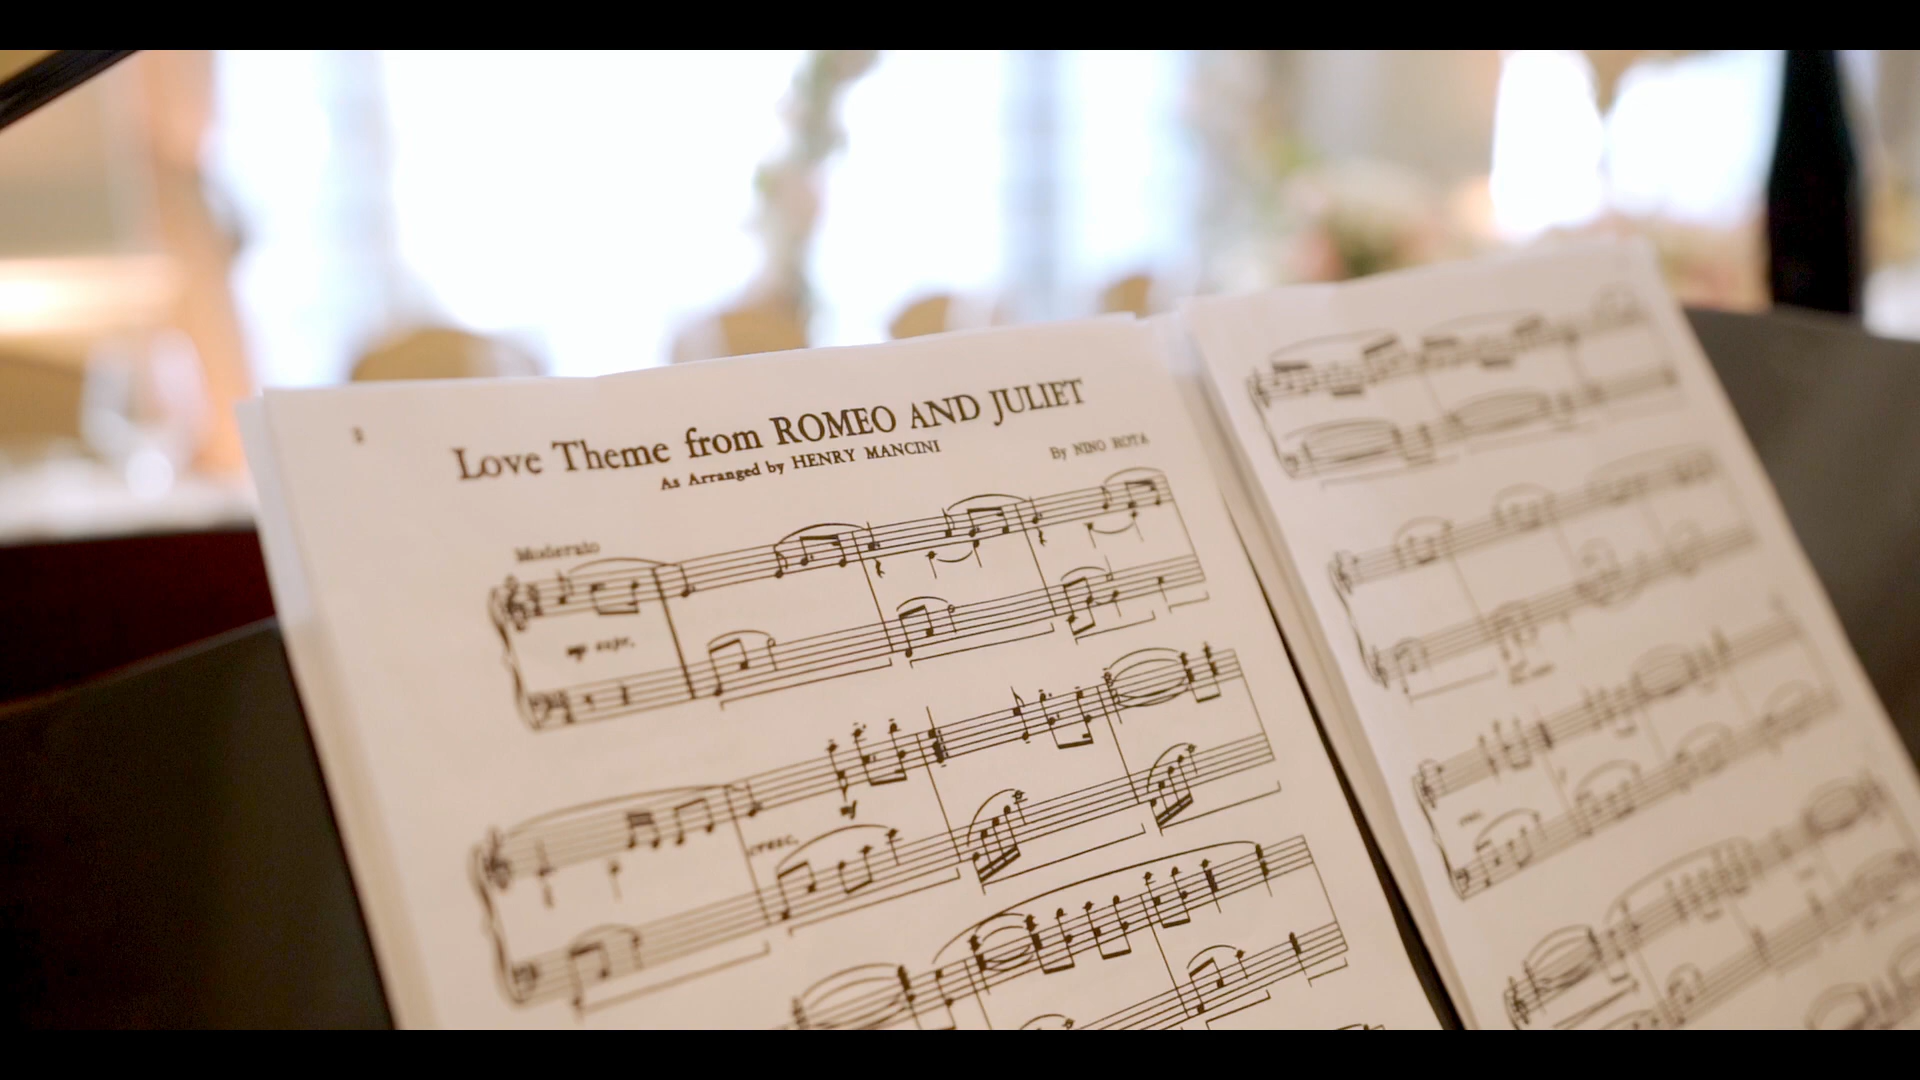 2
Love Theme from ROMEO AND JULIET
As Arranged by HENRY MANCINI
By NINO ROTA
Moderato
mp espr.
mf
cresc.